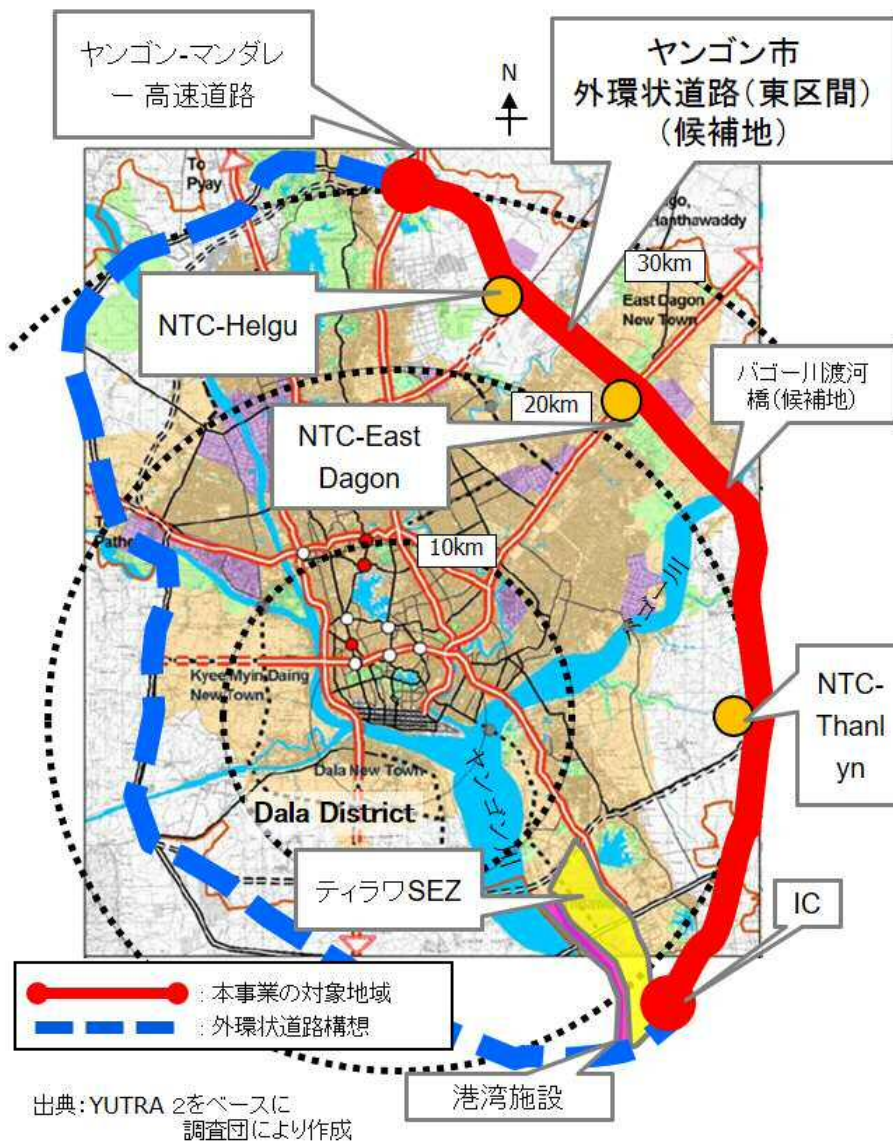 ヤンゴン-マンダレ
ー 高速道路
N
ヤンゴン市
外環状道路(東区間)
(候補地)
To
Pyay
30km
East Dagon
New Town
NTC-Helgu
バゴー川渡河
橋(候補地)
20km
NTC-East
Dagon
10km
バゴー川
Kyee Myin Daing
New Town
NTC-
Thanl
yn
Dala New Town
Dala District
ティラワSEZ
IC
: 本事業の対象地域
: 外環状道路構想
港湾施設
出典: YUTRA 2をベースに
調査団により作成